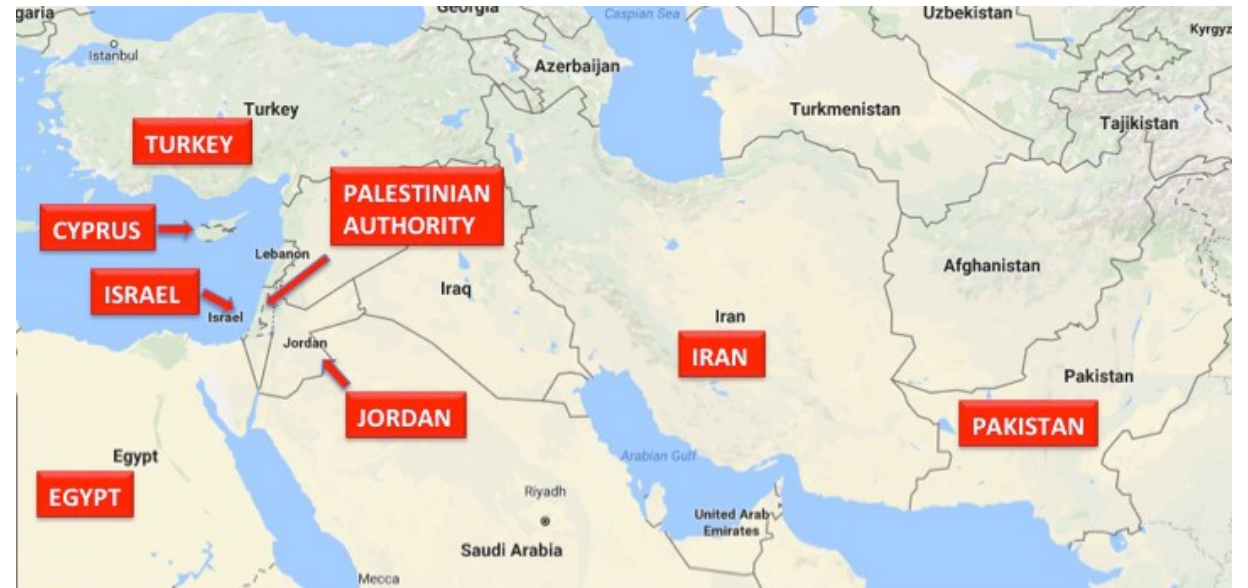 garia
Georgia
Caspian Sea
Uzbekistan
Kyrgyz
Istanbul
Azerbaijan
Turkey
Turkmenistan
Tajikistan
TURKEY
PALESTINIAN
AUTHORITY
CYPRUS
Lebanon
Afghanistan
ISRAEL
Iraq
Israel
Iran
Jordan
IRAN
Pakistan
JORDAN
PAKISTAN
Egypt
Arabian Gulf
EGYPT
Riyadh
United Arab
Emirates
Saudi Arabia
Mecca